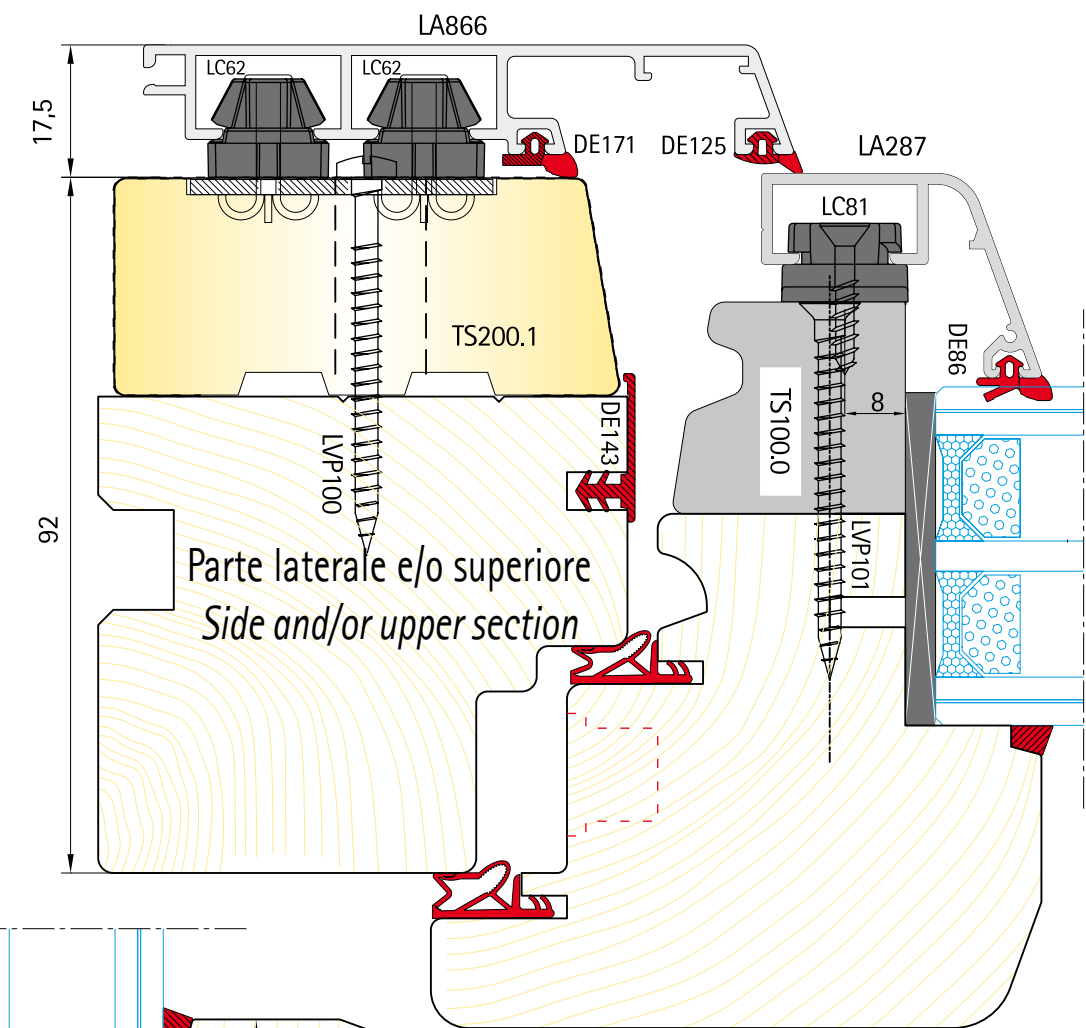 LA866
LC62
LC62
17,5
DE171
DE125
LA287
LC81
TS200.1
DE86
TS100.0
8
DE143
LVP100
92
LVP101
Parte laterale e/o superiore
Side and/or upper section